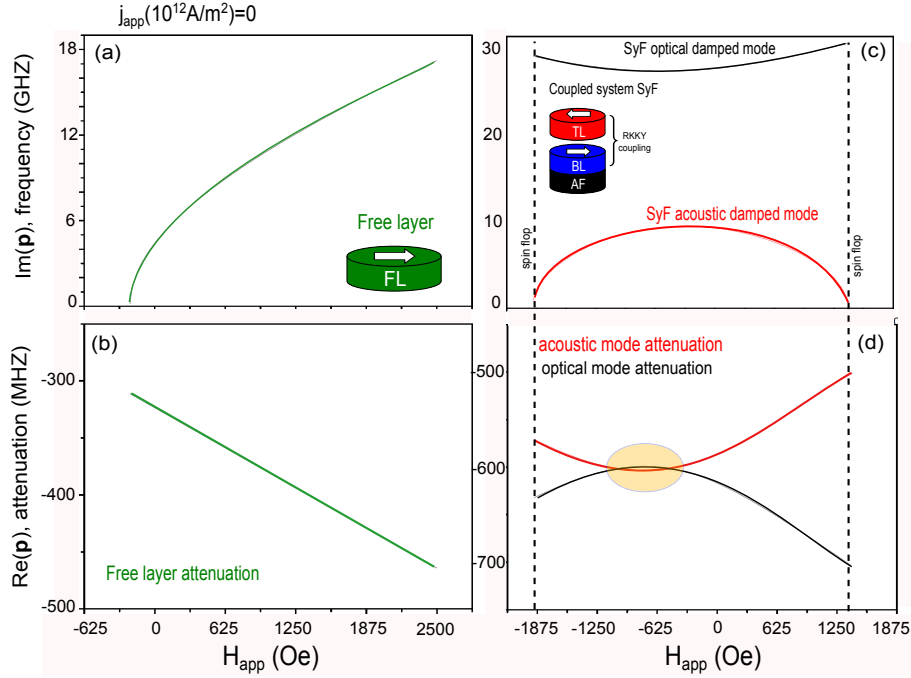 j_app(10^12A/m^2)=0
Im(p), frequency (GHZ)
(a)
18
12
6
0
Free layer
FL
(c)
30
20
10
0
SyF optical damped mode
Coupled system SyF
TL
RKKY
coupling
BL
AF
SyF acoustic damped mode
spin flop
spin flop
Re(p), attenuation (MHZ)
(b)
-300
-400
-500
Free layer attenuation
-625 0 625 1250 1875 2500
H_app (Oe)
(d)
acoustic mode attenuation
optical mode attenuation
-500
-600
-700
-1875 -1250 -625 0 625 1250 1875
H_app (Oe)